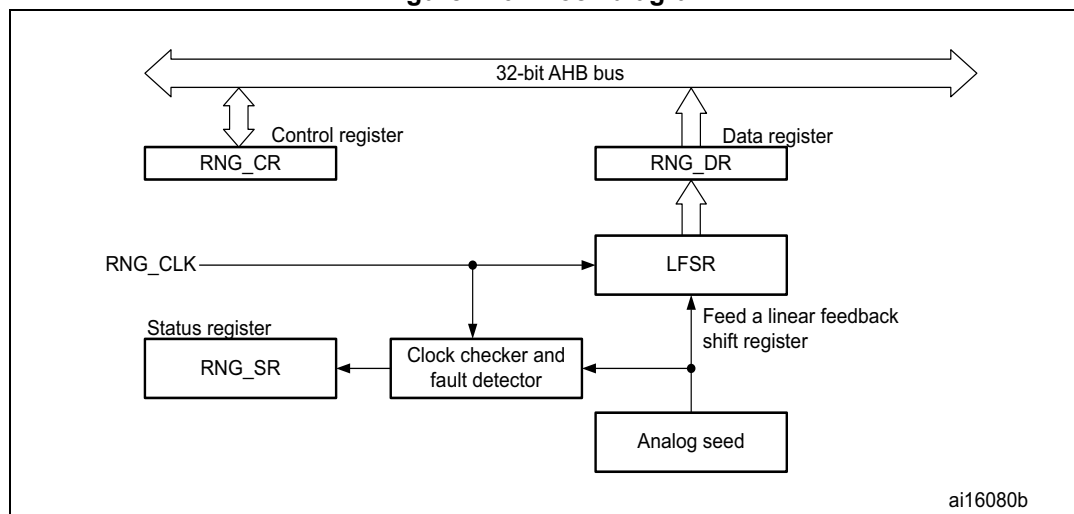 32-bit AHB bus
Control register
Data register
RNG_CR
RNG_DR
RNG_CLK
LFSR
Feed a linear feedback
shift register
Status register
RNG_SR
Clock checker and
fault detector
Analog seed
ai16080b